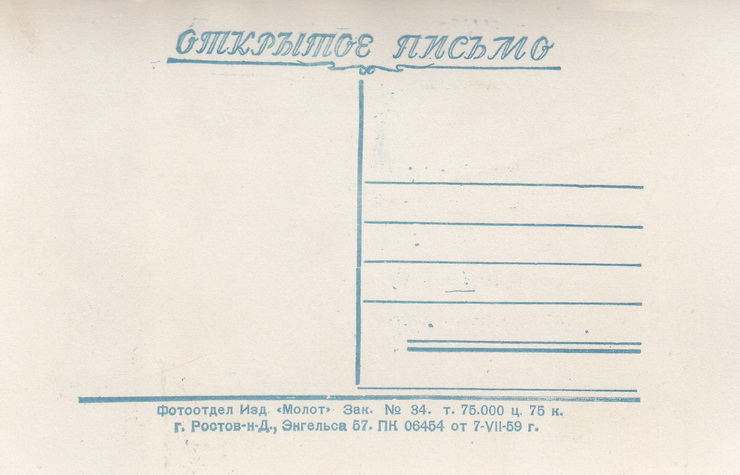 ОТКРЫТОЕ ПИСЬМО
Фотоотдел Изд. «Молот» Зак. № 34. т. 75.000 ц. 75 к.
г. Ростов-н-Д., Энгельса 57. ПК 06454 от 7-VII-59 г.